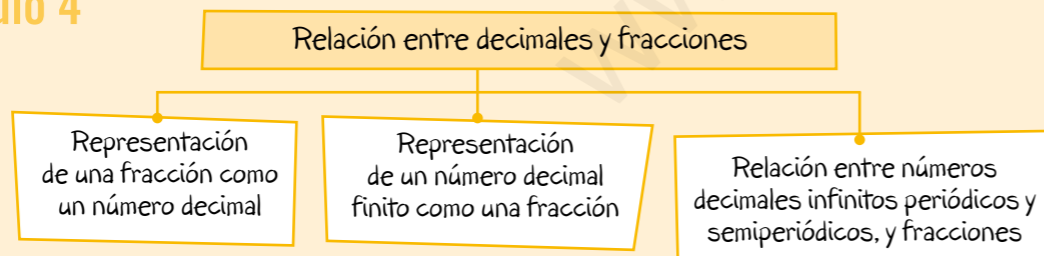 4
Relación entre decimales y fracciones
Representación
de una fracción como
un número decimal
Representación
de un número decimal
finito como una fracción
Relación entre números
decimales infinitos periódicos y
semiperiódicos, y fracciones